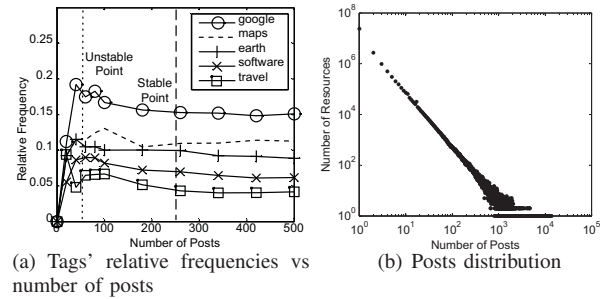 google
maps
earth
software
travel
Unstable
Point
Stable
Point
0.25
0.2
0.15
0.1
0.05
0
Relative Frequency
0 100 200 300 400 500
Number of Posts
(a) Tags' relative frequencies vs
number of posts
10^8
10^6
10^4
10^2
10^0
Number of Resources
10^0 10^1 10^2 10^3 10^4 10^5
Number of Posts
(b) Posts distribution